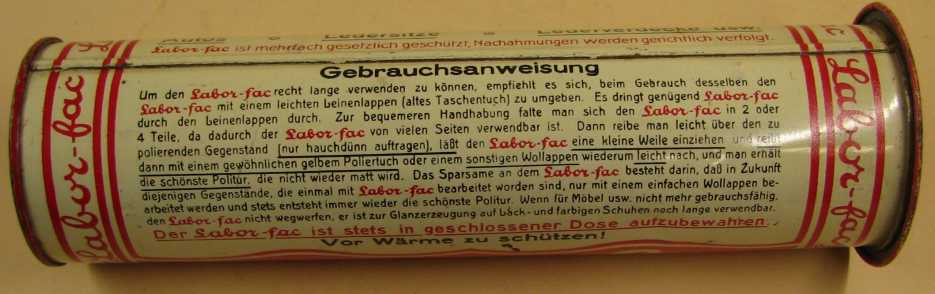 Autos • Ledersitze • Lederverdecke usw.
Labor-fac ist mehrfach gesetzlich geschützt, Nachahmungen werden gerichtlich verfolgt.
Gebrauchsanweisung
Um den Labor-fac recht lange verwenden zu können, empfiehlt es sich, beim Gebrauch desselben den
Labor-fac mit einem leichten Leinenlappen (altes Taschentuch) zu umgeben. Es dringt genügend Labor-fac
durch den Leinenlappen durch. Zur bequemeren Handhabung falte man sich den Labor-fac in 2 oder
4 Teile, da dadurch der Labor-fac von vielen Seiten verwendbar ist. Dann reibe man leicht über den zu
polierenden Gegenstand (nur hauchdünn auftragen), läßt den Labor-fac eine kleine Weile einziehen und reibt
dann mit einem gewöhnlichen gelbem Poliertuch oder einem sonstigen Wollappen wiederum leicht nach, und man erhält
die schönste Politur, die nicht wieder matt wird. Das Sparsame an dem Labor-fac besteht darin, daß in Zukunft
diejenigen Gegenstände, die einmal mit Labor-fac bearbeitet worden sind, nur mit einem einfachen Wollappen be-
arbeitet werden und stets entsteht immer wieder die schönste Politur. Wenn für Möbel usw. nicht mehr gebrauchsfähig,
den Labor-fac nicht wegwerfen, er ist zur Glanzerzeugung auf Lack- und farbigen Schuhen noch lange verwendbar.
Der Labor-fac ist stets in geschlossener Dose aufzubewahren.
Vor Wärme zu schützen!
Labor-fac
Labor-fac